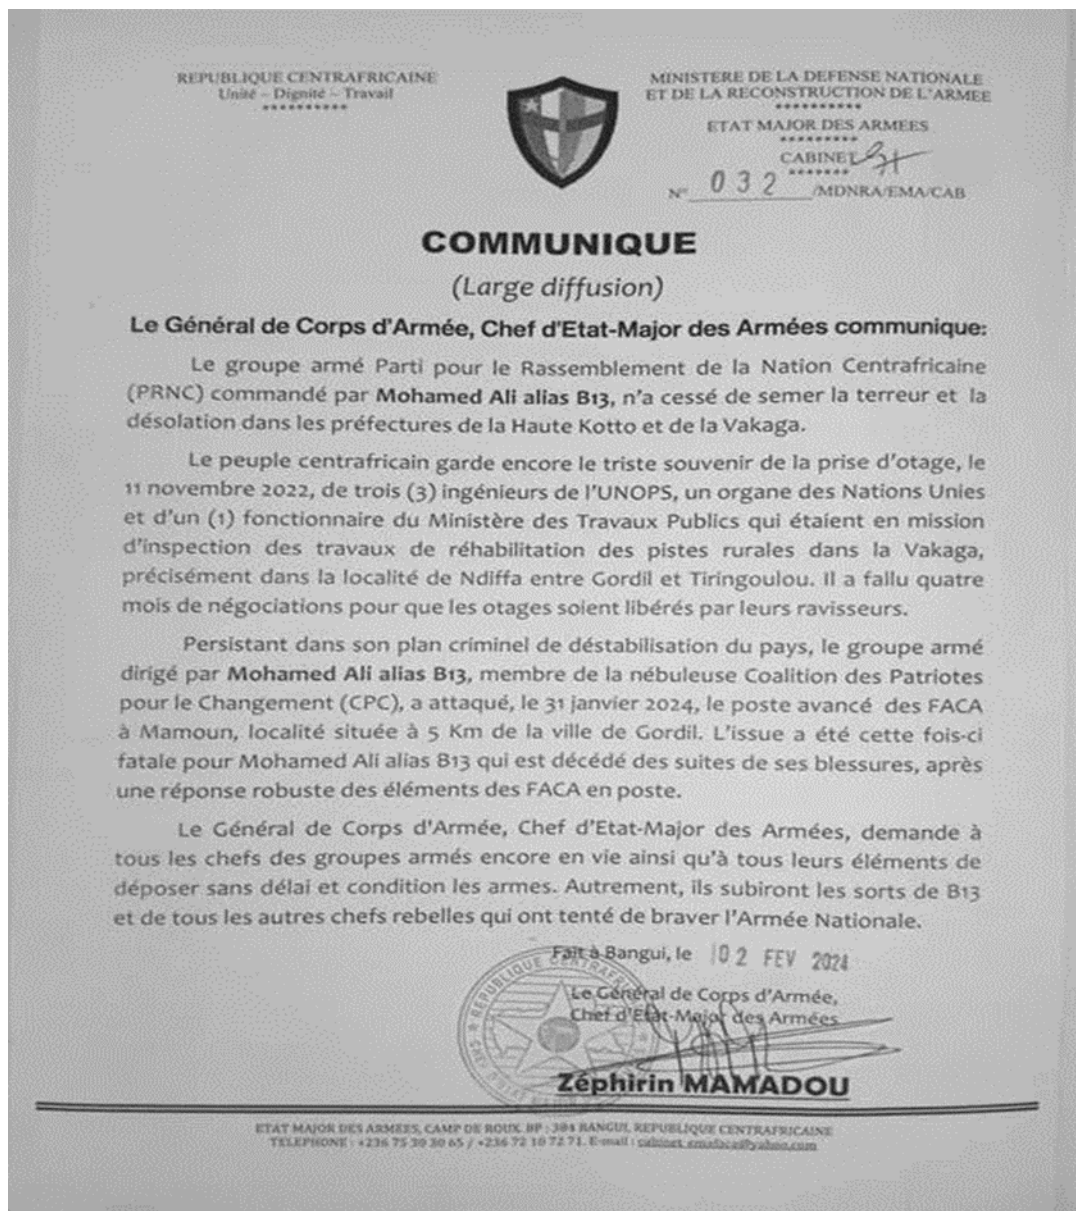 REPUBLIQUE CENTRAFRICAINE
Unité – Dignité – Travail
**********
MINISTERE DE LA DEFENSE NATIONALE
ET DE LA RECONSTRUCTION DE L'ARMEE
**********
ETAT MAJOR DES ARMEES
*********
CABINET
*******
N° 032 /MDNRA/EMA/CAB
COMMUNIQUE
(Large diffusion)
Le Général de Corps d'Armée, Chef d'Etat-Major des Armées communique:
Le groupe armé Parti pour le Rassemblement de la Nation Centrafricaine
(PRNC) commandé par Mohamed Ali alias B13, n'a cessé de semer la terreur et la
désolation dans les préfectures de la Haute Kotto et de la Vakaga.
Le peuple centrafricain garde encore le triste souvenir de la prise d'otage, le
11 novembre 2022, de trois (3) ingénieurs de l'UNOPS, un organe des Nations Unies
et d'un (1) fonctionnaire du Ministère des Travaux Publics qui étaient en mission
d'inspection des travaux de réhabilitation des pistes rurales dans la Vakaga,
précisément dans la localité de Ndiffa entre Gordil et Tiringoulou. Il a fallu quatre
mois de négociations pour que les otages soient libérés par leurs ravisseurs.
Persistant dans son plan criminel de déstabilisation du pays, le groupe armé
dirigé par Mohamed Ali alias B13, membre de la nébuleuse Coalition des Patriotes
pour le Changement (CPC), a attaqué, le 31 janvier 2024, le poste avancé des FACA
à Mamoun, localité située à 5 Km de la ville de Gordil. L'issue a été cette fois-ci
fatale pour Mohamed Ali alias B13 qui est décédé des suites de ses blessures, après
une réponse robuste des éléments des FACA en poste.
Le Général de Corps d'Armée, Chef d'Etat-Major des Armées, demande à
tous les chefs des groupes armés encore en vie ainsi qu'à tous leurs éléments de
déposer sans délai et condition les armes. Autrement, ils subiront les sorts de B13
et de tous les autres chefs rebelles qui ont tenté de braver l'Armée Nationale.
Fait à Bangui, le 02 FEV 2024
REPUBLIQUE CENTRAFRICAINE
Le Général de Corps d'Armée,
Chef d'Etat-Major des Armées
Zéphirin MAMADOU
ETAT MAJOR DES ARMEES, CAMP DE ROUX, BP : 304 BANGUI, REPUBLIQUE CENTRAFRICAINE
TELEPHONE : +236 75 30 30 65 / +236 72 10 72 71. E-mail :